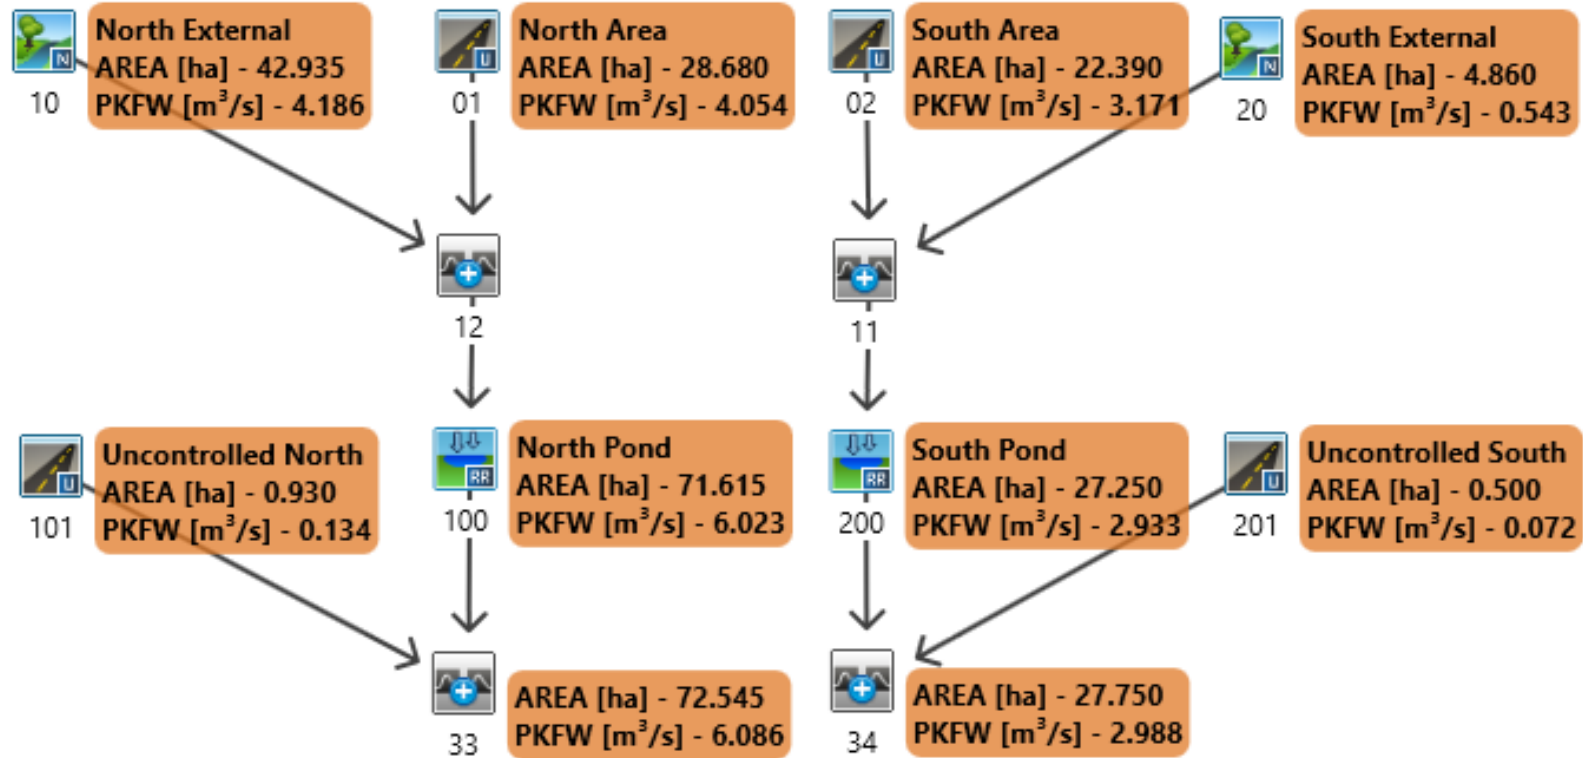 North External
AREA [ha] - 42.935
PKFW [m³/s] - 4.186
N
10
North Area
AREA [ha] - 28.680
PKFW [m³/s] - 4.054
U
01
South Area
AREA [ha] - 22.390
PKFW [m³/s] - 3.171
U
02
South External
AREA [ha] - 4.860
PKFW [m³/s] - 0.543
N
20
12
11
Uncontrolled North
AREA [ha] - 0.930
PKFW [m³/s] - 0.134
U
101
North Pond
AREA [ha] - 71.615
PKFW [m³/s] - 6.023
RR
100
South Pond
AREA [ha] - 27.250
PKFW [m³/s] - 2.933
RR
200
Uncontrolled South
AREA [ha] - 0.500
PKFW [m³/s] - 0.072
U
201
AREA [ha] - 72.545
PKFW [m³/s] - 6.086
33
AREA [ha] - 27.750
PKFW [m³/s] - 2.988
34